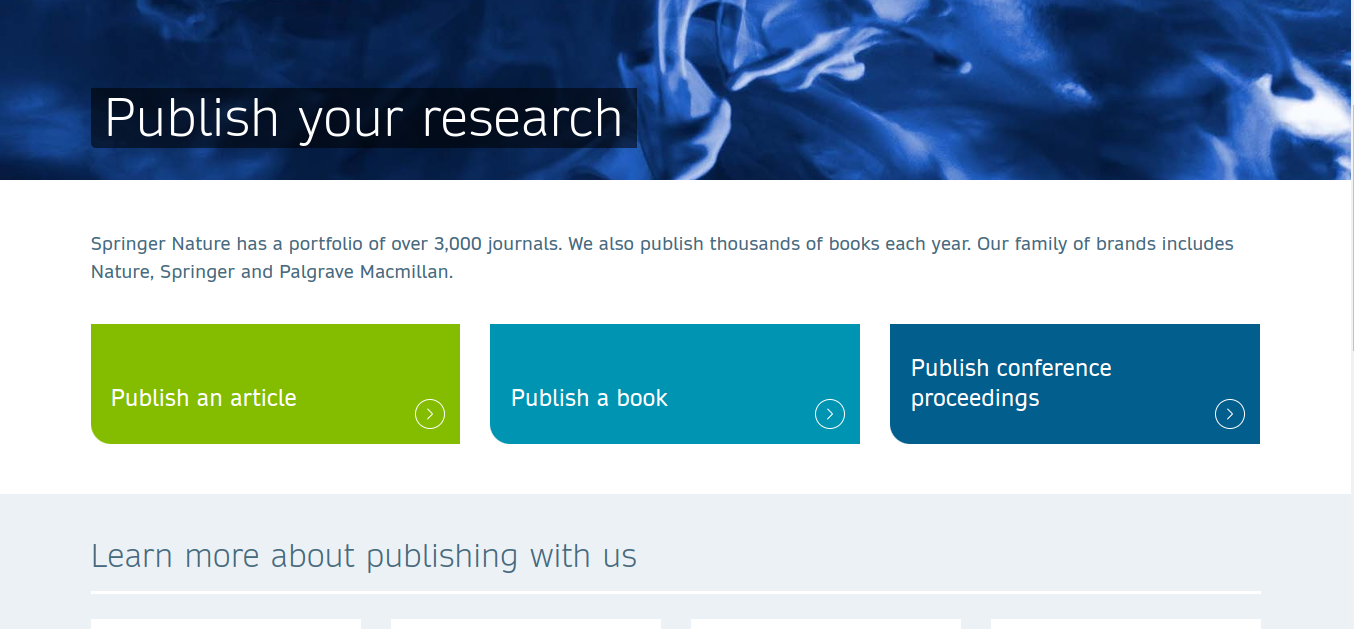 Publish your research
Springer Nature has a portfolio of over 3,000 journals. We also publish thousands of books each year. Our family of brands includes
Nature, Springer and Palgrave Macmillan.
Publish an article
Publish a book
Publish conference
proceedings
Learn more about publishing with us